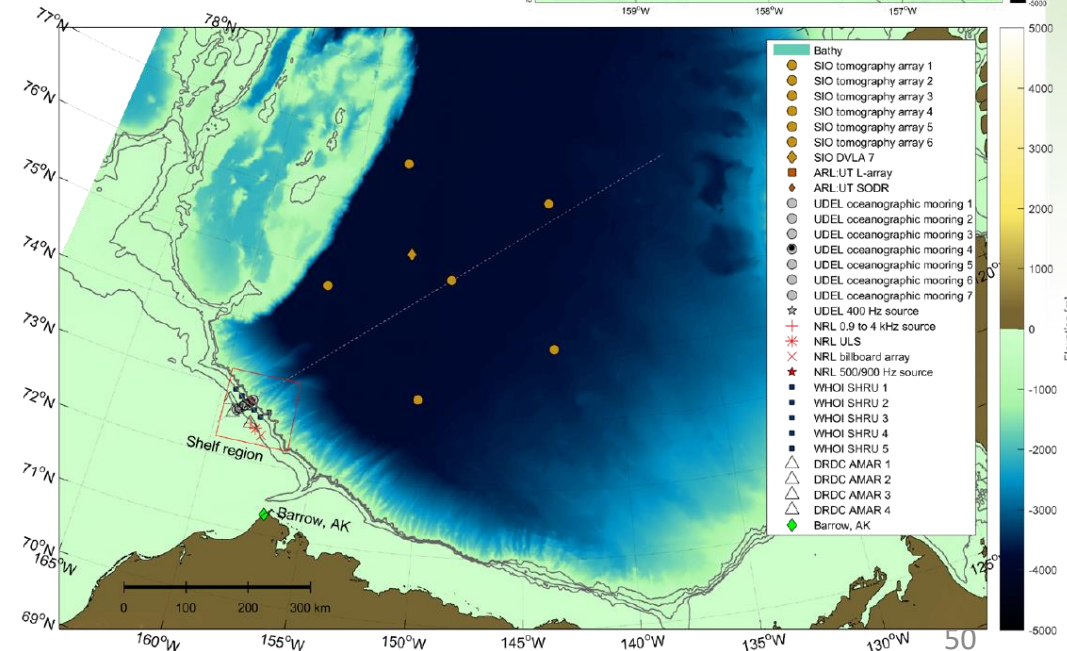 159°W
158°W
157°W
-5000
77°N
78°N
76°N
75°N
74°N
73°N
72°N
71°N
70°N
165°W
69°N
160°W
155°W
150°W
145°W
140°W
135°W
130°W
Shelf region
Barrow, AK
0 100 200 300 km
Bathy
SIO tomography array 1
SIO tomography array 2
SIO tomography array 3
SIO tomography array 4
SIO tomography array 5
SIO tomography array 6
SIO DVLA 7
ARL:UT L-array
ARL:UT SODR
UDEL oceanographic mooring 1
UDEL oceanographic mooring 2
UDEL oceanographic mooring 3
UDEL oceanographic mooring 4
UDEL oceanographic mooring 5
UDEL oceanographic mooring 6
UDEL oceanographic mooring 7
UDEL 400 Hz source
NRL 0.9 to 4 kHz source
NRL ULS
NRL billboard array
NRL 500/900 Hz source
WHOI SHRU 1
WHOI SHRU 2
WHOI SHRU 3
WHOI SHRU 4
WHOI SHRU 5
DRDC AMAR 1
DRDC AMAR 2
DRDC AMAR 3
DRDC AMAR 4
Barrow, AK
5000
4000
3000
2000
1000
0
-1000
-2000
-3000
-4000
-5000
50